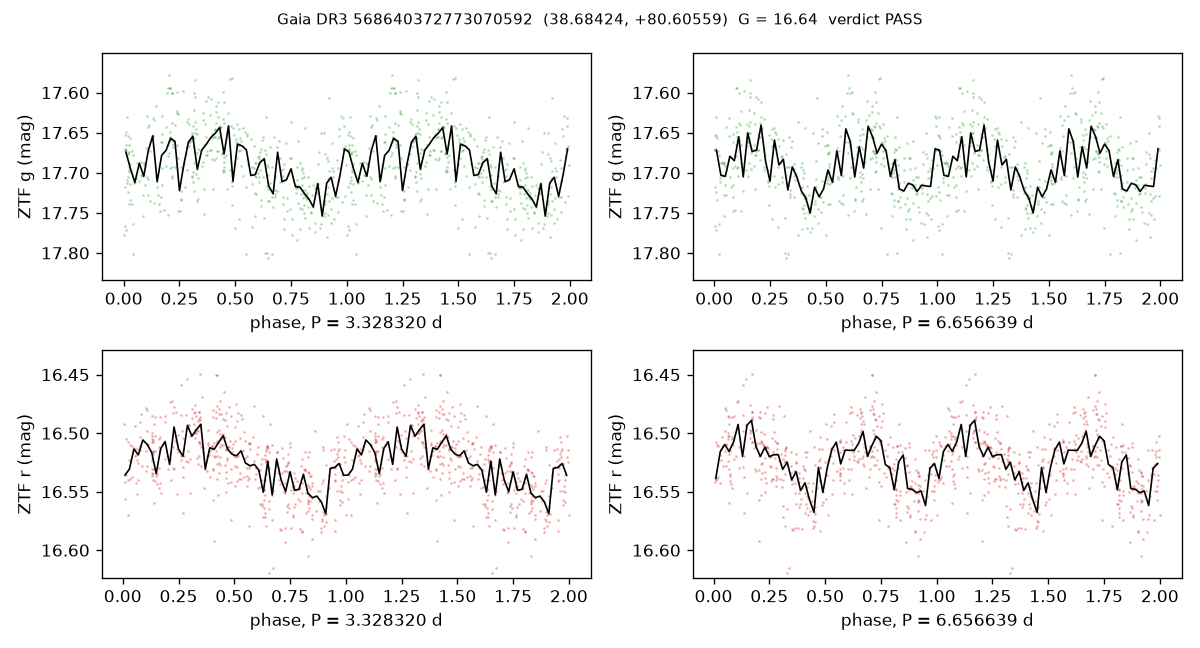 Gaia DR3 568640372773070592  (38.68424, +80.60559)  G = 16.64  verdict PASS
ZTF g (mag)
17.60
17.65
17.70
17.75
17.80
0.00 0.25 0.50 0.75 1.00 1.25 1.50 1.75 2.00
phase, P = 3.328320 d
ZTF g (mag)
17.60
17.65
17.70
17.75
17.80
0.00 0.25 0.50 0.75 1.00 1.25 1.50 1.75 2.00
phase, P = 6.656639 d
ZTF r (mag)
16.45
16.50
16.55
16.60
0.00 0.25 0.50 0.75 1.00 1.25 1.50 1.75 2.00
phase, P = 3.328320 d
ZTF r (mag)
16.45
16.50
16.55
16.60
0.00 0.25 0.50 0.75 1.00 1.25 1.50 1.75 2.00
phase, P = 6.656639 d